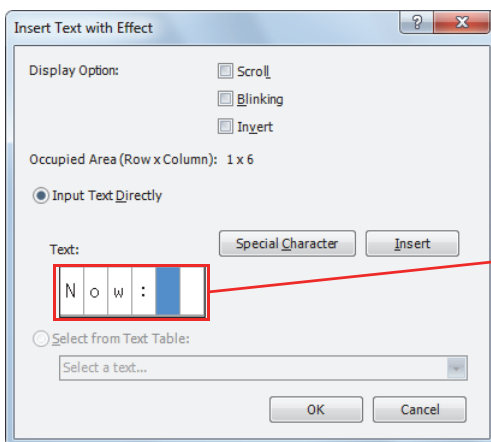 Insert Text with Effect
Display Option:
Scroll
Blinking
Invert
Occupied Area (Row x Column): 1 x 6
Input Text Directly
Text:
Special Character
Insert
Now:
Select from Text Table:
Select a text...
OK
Cancel